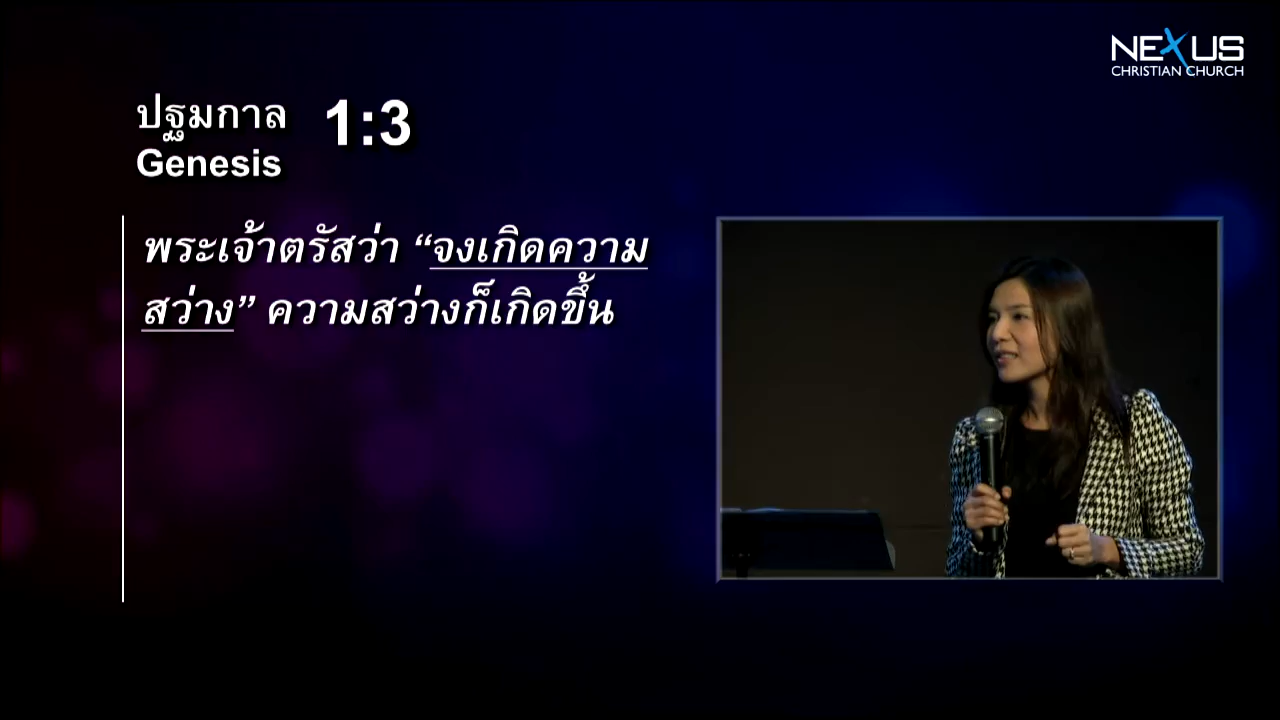 NEXUS
CHRISTIAN CHURCH
ปฐมกาล 1:3
Genesis
พระเจ้าตรัสว่า “จงเกิดความ
สว่าง” ความสว่างก็เกิดขึ้น